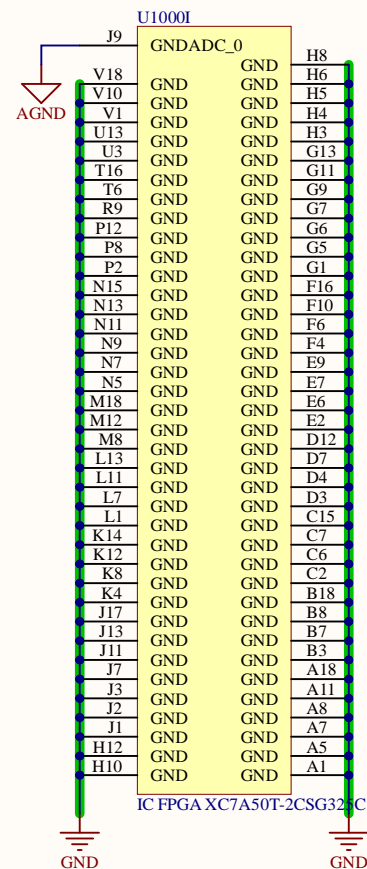 U1000I
J9 GNDADC_0
GND H8
AGND
V18 GND GND H6
V10 GND GND H5
V1 GND GND H4
U13 GND GND H3
U3 GND GND G13
T16 GND GND G11
T6 GND GND G9
R9 GND GND G7
P12 GND GND G6
P8 GND GND G5
P2 GND GND G1
N15 GND GND F16
N13 GND GND F10
N11 GND GND F6
N9 GND GND F4
N7 GND GND E9
N5 GND GND E7
M18 GND GND E6
M12 GND GND E2
M8 GND GND D12
L13 GND GND D7
L11 GND GND D4
L7 GND GND D3
L1 GND GND C15
K14 GND GND C7
K12 GND GND C6
K8 GND GND C2
K4 GND GND B18
J17 GND GND B8
J13 GND GND B7
J11 GND GND B3
J7 GND GND A18
J3 GND GND A11
J2 GND GND A8
J1 GND GND A7
H12 GND GND A5
H10 GND GND A1
IC FPGA XC7A50T-2CSG325C
GND GND